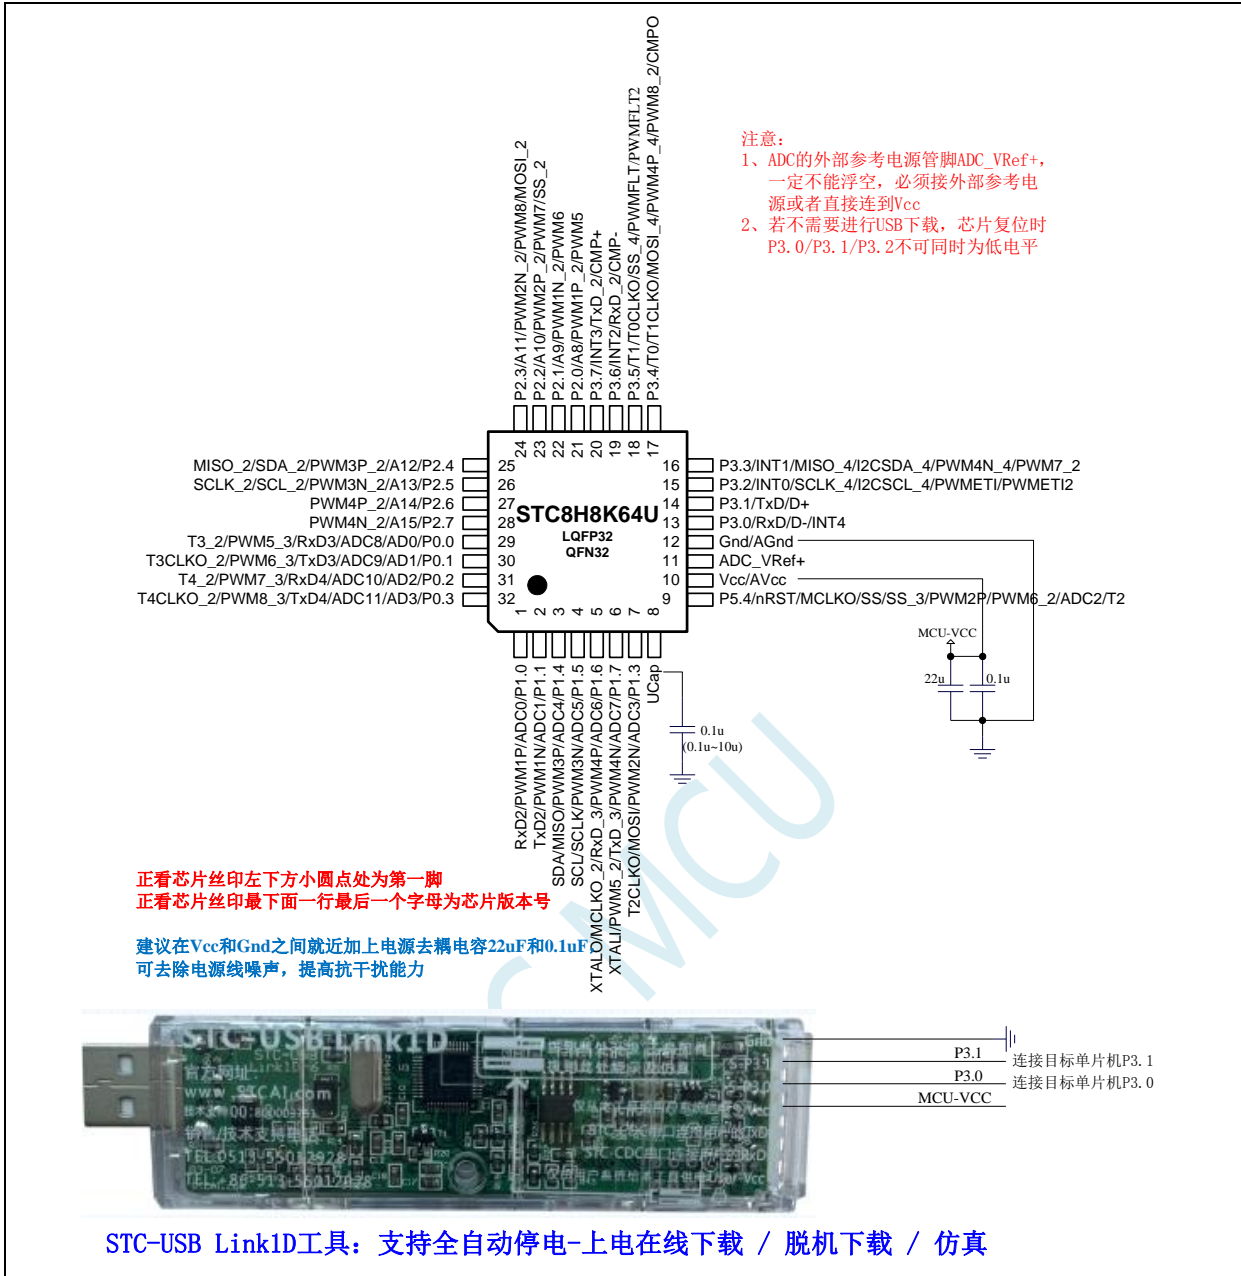 P2.3/A11/PWM2N_2/PWM8/MOSI_2
P2.2/A10/PWM2P_2/PWM7/SS_2
P2.1/A9/PWM1N_2/PWM6
P2.0/A8/PWM1P_2/PWM5
P3.7/INT3/TxD_2/CMP+
P3.6/INT2/RxD_2/CMP-
P3.5/T1/T0CLKO/SS_4/PWMFLT/PWMFLT2
P3.4/T0/T1CLKO/MOSI_4/PWM4P_4/PWM8_2/CMPO
注意:
1、ADC的外部参考电源管脚ADC_VRef+,
一定不能浮空，必须接外部参考电
源或者直接连到Vcc
2、若不需要进行USB下载，芯片复位时
P3.0/P3.1/P3.2不可同时为低电平
24 23 22 21 20 19 18 17
MISO_2/SDA_2/PWM3P_2/A12/P2.4 25
SCLK_2/SCL_2/PWM3N_2/A13/P2.5 26
PWM4P_2/A14/P2.6 27
PWM4N_2/A15/P2.7 28
T3_2/PWM5_3/RxD3/ADC8/AD0/P0.0 29
T3CLKO_2/PWM6_3/TxD3/ADC9/AD1/P0.1 30
T4_2/PWM7_3/RxD4/ADC10/AD2/P0.2 31
T4CLKO_2/PWM8_3/TxD4/ADC11/AD3/P0.3 32
STC8H8K64U
LQFP32
QFN32
16 P3.3/INT1/MISO_4/I2CSDA_4/PWM4N_4/PWM7_2
15 P3.2/INT0/SCLK_4/I2CSCL_4/PWMETI/PWMETI2
14 P3.1/TxD/D+
13 P3.0/RxD/D-/INT4
12 Gnd/AGnd
11 ADC_VRef+
10 Vcc/AVcc
9 P5.4/nRST/MCLKO/SS/SS_3/PWM2P/PWM6_2/ADC2/T2
1 2 3 4 5 6 7 8
RxD2/PWM1P/ADC0/P1.0
TxD2/PWM1N/ADC1/P1.1
SDA/MISO/PWM3P/ADC4/P1.4
SCL/SCLK/PWM3N/ADC5/P1.5
XTALO/MCLKO_2/RxD_3/PWM4P/ADC6/P1.6
XTALI/PWM5_2/TxD_3/PWM4N/ADC7/P1.7
T2CLKO/MOSI/PWM2N/ADC3/P1.3
UCap
MCU-VCC
22u
0.1u
0.1u
(0.1u~10u)
MCU
正看芯片丝印左下方小圆点处为第一脚
正看芯片丝印最下面一行最后一个字母为芯片版本号
建议在Vcc和Gnd之间就近加上电源去耦电容22uF和0.1uF,
可去除电源线噪声，提高抗干扰能力
STC-USB Link1D
官方网址:
www.STCAI.com
TEL:0513-55012928
Gnd
P3.1 连接目标单片机P3.1
P3.0 连接目标单片机P3.0
MCU-VCC
STC-USB Link1D工具: 支持全自动停电-上电在线下载 / 脱机下载 / 仿真